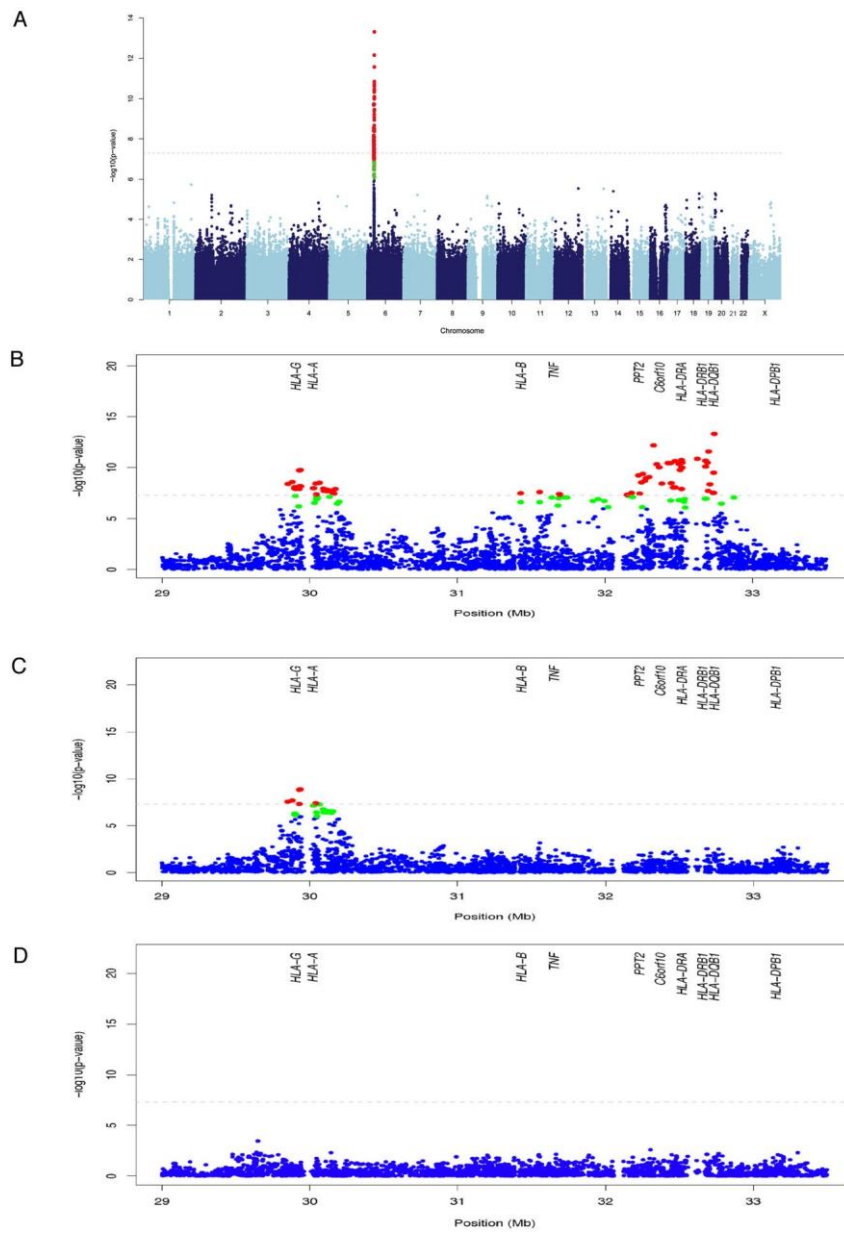 A
14
12
10
8
6
4
2
0
-log10(p-value)
1 2 3 4 5 6 7 8 9 10 11 12 13 14 15 16 17 18 19 20 21 22 X
Chromosome
B
20
15
10
5
0
-log10(p-value)
HLA-G HLA-A HLA-B TNF PPT2 C6orf10 HLA-DRA HLA-DRB1 HLA-DQB1 HLA-DPB1
29 30 31 32 33
Position (Mb)
C
20
15
10
5
0
-log10(p-value)
HLA-G HLA-A HLA-B TNF PPT2 C6orf10 HLA-DRA HLA-DRB1 HLA-DQB1 HLA-DPB1
29 30 31 32 33
Position (Mb)
D
20
15
10
5
0
-log10(p-value)
HLA-G HLA-A HLA-B TNF PPT2 C6orf10 HLA-DRA HLA-DRB1 HLA-DQB1 HLA-DPB1
29 30 31 32 33
Position (Mb)